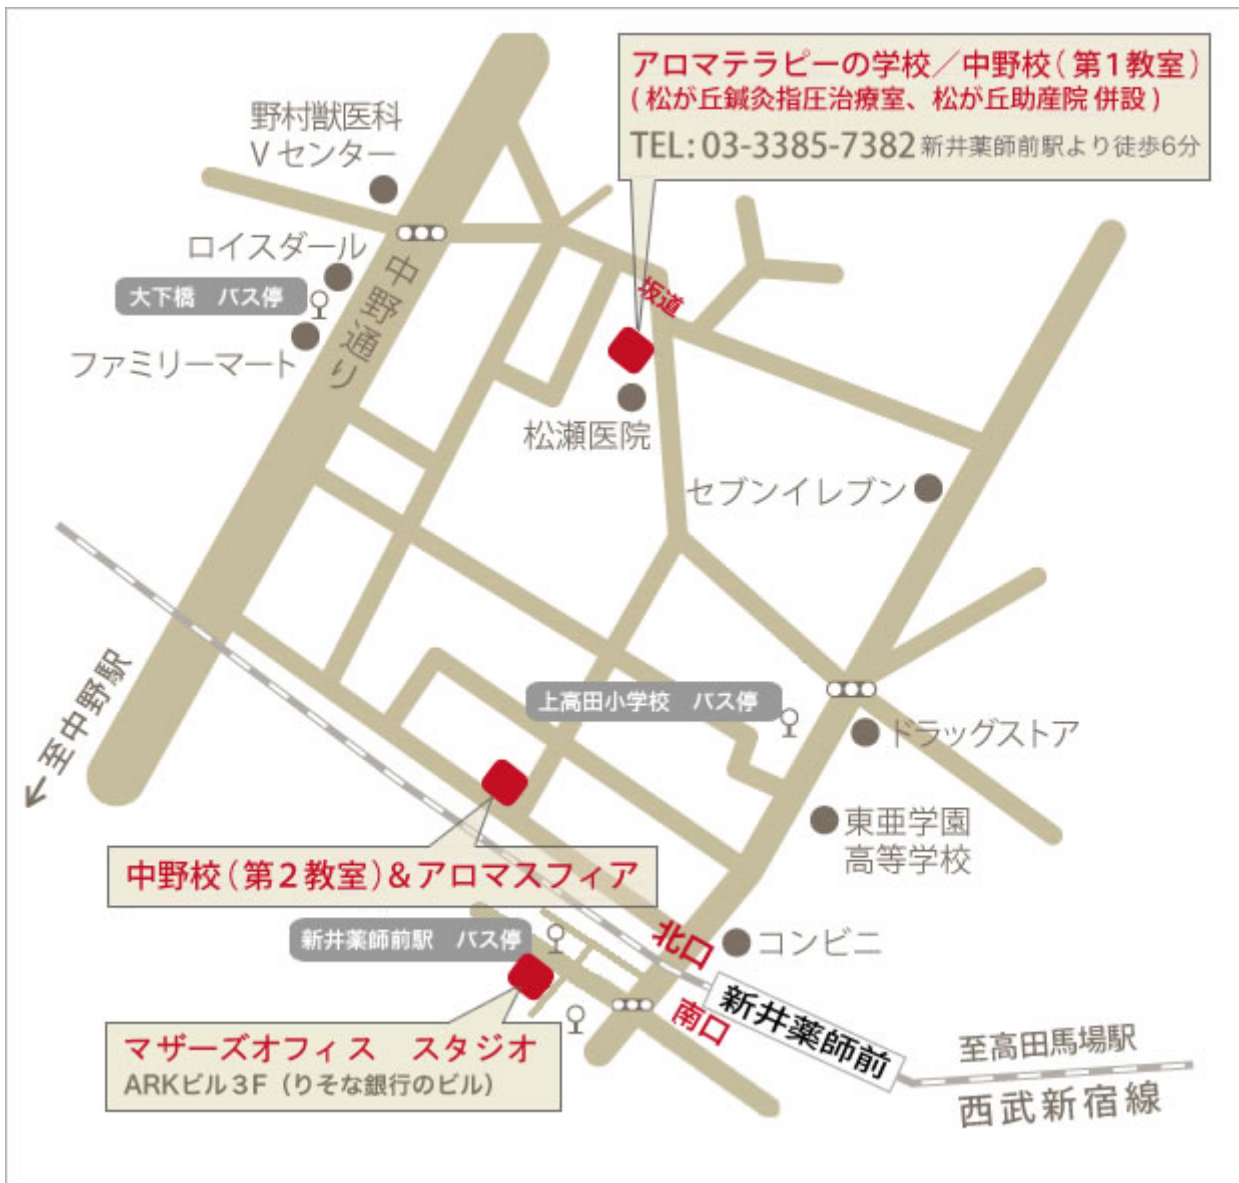 アロマテラピーの学校／中野校（第1教室）
(松が丘鍼灸指圧治療室、松が丘助産院 併設)
TEL:03-3385-7382 新井薬師前駅より徒歩6分
野村獣医科
Vセンター
ロイスダール
大下橋　バス停
ファミリーマート
中野通り
坂道
松瀬医院
セブンイレブン
←至中野駅
上高田小学校　バス停
ドラッグストア
東亜学園
高等学校
中野校（第2教室）&アロマスフィア
新井薬師前駅　バス停
北口
コンビニ
南口
新井薬師前
マザーズオフィス　スタジオ
ARKビル3F（りそな銀行のビル）
至高田馬場駅
西武新宿線